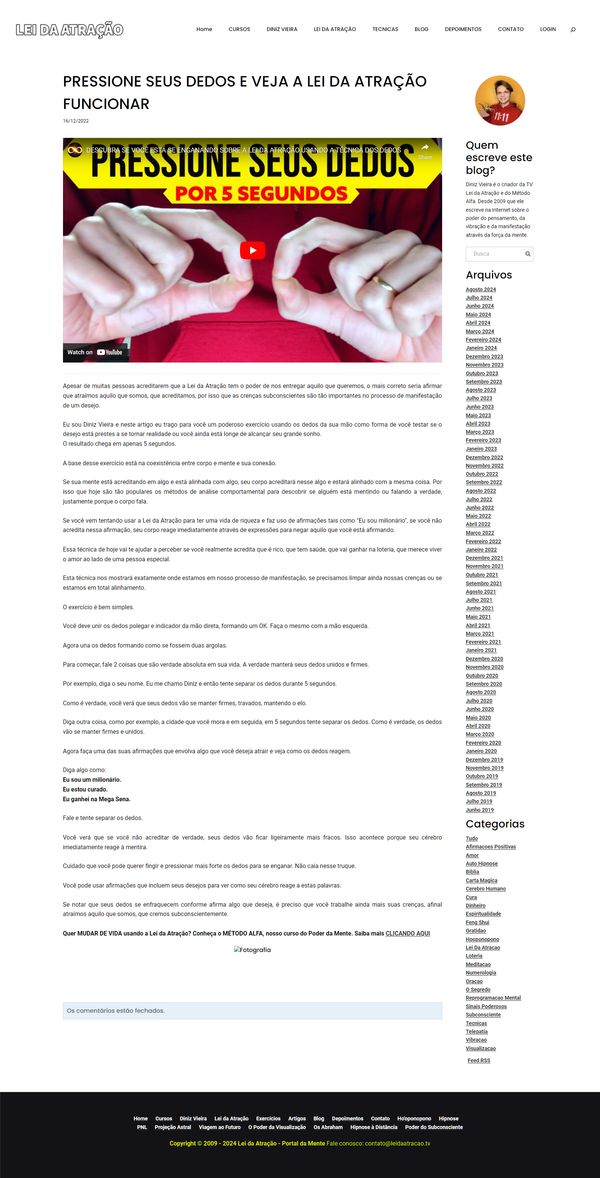 LEI DA ATRAÇÃO
Home CURSOS DINIZ VIEIRA LEI DA ATRAÇÃO TECNICAS BLOG DEPOIMENTOS CONTATO LOGIN
PRESSIONE SEUS DEDOS E VEJA A LEI DA ATRAÇÃO
FUNCIONAR
16/12/2022
DESCUBRA SE VOCÊ ESTÁ SE ENGANANDO SOBRE A LEI DA ATRAÇÃO USANDO A TÉCNICA DOS DEDOS
Share
PRESSIONE SEUS DEDOS
POR 5 SEGUNDOS
Watch on YouTube
Apesar de muitas pessoas acreditarem que a Lei da Atração tem o poder de nos entregar aquilo que queremos, o mais correto seria afirmar
que atraímos aquilo que somos, que acreditamos, por isso que as crenças subconscientes são tão importantes no processo de manifestação
de um desejo.
Eu sou Diniz Vieira e neste artigo eu trago para você um poderoso exercício usando os dedos da sua mão como forma de você testar se o
desejo está prestes a se tornar realidade ou você ainda está longe de alcançar seu grande sonho.
O resultado chega em apenas 5 segundos.
A base desse exercício está na coexistência entre corpo e mente e sua conexão.
Se sua mente está acreditando em algo e está alinhada com algo, seu corpo acreditará nesse algo e estará alinhado com a mesma coisa. Por
isso que hoje são tão populares os métodos de análise comportamental para descobrir se alguém está mentindo ou falando a verdade,
justamente porque o corpo fala.
Se você vem tentando usar a Lei da Atração para ter uma vida de riqueza e faz uso de afirmações tais como "Eu sou milionário", se você não
acredita nessa afirmação, seu corpo reage imediatamente através de expressões para negar aquilo que você está afirmando.
Essa técnica de hoje vai te ajudar a perceber se você realmente acredita que é rico, que tem saúde, que vai ganhar na loteria, que merece viver
o amor ao lado de uma pessoa especial.
Esta técnica nos mostrará exatamente onde estamos em nosso processo de manifestação, se precisamos limpar ainda nossas crenças ou se
estamos em total alinhamento.
O exercício é bem simples.
Você deve unir os dedos polegar e indicador da mão direita, formando um OK. Faça o mesmo com a mão esquerda.
Agora una os dedos formando como se fossem duas argolas.
Para começar, fale 2 coisas que são verdade absoluta em sua vida. A verdade manterá seus dedos unidos e firmes.
Por exemplo, diga o seu nome. Eu me chamo Diniz e então tente separar os dedos durante 5 segundos.
Como é verdade, você verá que seus dedos vão se manter firmes, travados, mantendo o elo.
Diga outra coisa, como por exemplo, a cidade que você mora e em seguida, em 5 segundos tente separar os dedos. Como é verdade, os dedos
vão se manter firmes e unidos.
Agora faça uma das suas afirmações que envolva algo que você deseja atrair e veja como os dedos reagem.
Diga algo como:
Eu sou um milionário.
Eu estou curado.
Eu ganhei na Mega Sena.
Fale e tente separar os dedos.
Você verá que se você não acreditar de verdade, seus dedos vão ficar ligeiramente mais fracos. Isso acontece porque seu cérebro
imediatamente reage à mentira.
Cuidado que você pode querer fingir e pressionar mais forte os dedos para se enganar. Não caia nesse truque.
Você pode usar afirmações que incluem seus desejos para ver como seu cérebro reage a estas palavras.
Se notar que seus dedos se enfraquecem conforme afirma algo que deseja, é preciso que você trabalhe ainda mais suas crenças, afinal
atraímos aquilo que somos, que cremos subconscientemente.
Quer MUDAR DE VIDA usando a Lei da Atração? Conheça o MÉTODO ALFA, nosso curso do Poder da Mente. Saiba mais CLICANDO AQUI
Fotografia
Os comentários estão fechados.
11:11
Quem
escreve este
blog?
Diniz Vieira é o criador da TV
Lei da Atração e do Método
Alfa. Desde 2009 que ele
escreve na Internet sobre o
poder do pensamento, da
vibração e da manifestação
através da força da mente.
Busca
Arquivos
Agosto 2024
Julho 2024
Junho 2024
Maio 2024
Abril 2024
Março 2024
Fevereiro 2024
Janeiro 2024
Dezembro 2023
Novembro 2023
Outubro 2023
Setembro 2023
Agosto 2023
Julho 2023
Junho 2023
Maio 2023
Abril 2023
Março 2023
Fevereiro 2023
Janeiro 2023
Dezembro 2022
Novembro 2022
Outubro 2022
Setembro 2022
Agosto 2022
Julho 2022
Junho 2022
Maio 2022
Abril 2022
Março 2022
Fevereiro 2022
Janeiro 2022
Dezembro 2021
Novembro 2021
Outubro 2021
Setembro 2021
Agosto 2021
Julho 2021
Junho 2021
Maio 2021
Abril 2021
Março 2021
Fevereiro 2021
Janeiro 2021
Dezembro 2020
Novembro 2020
Outubro 2020
Setembro 2020
Agosto 2020
Julho 2020
Junho 2020
Maio 2020
Abril 2020
Março 2020
Fevereiro 2020
Janeiro 2020
Dezembro 2019
Novembro 2019
Outubro 2019
Setembro 2019
Agosto 2019
Julho 2019
Junho 2019
Categorias
Tudo
Afirmacoes Positivas
Amor
Auto Hipnose
Biblia
Carta Magica
Cerebro Humano
Cura
Dinheiro
Espiritualidade
Feng Shui
Gratidao
Hooponopono
Lei Da Atracao
Loteria
Meditacao
Numerologia
Oracao
O Segredo
Reprogramacao Mental
Sinais Poderosos
Subconsciente
Tecnicas
Telepatia
Vibracao
Visualizacao
Feed RSS
Home Cursos Diniz Vieira Lei da Atração Exercícios Artigos Blog Depoimentos Contato Ho'oponopono Hipnose
PNL Projeção Astral Viagem ao Futuro O Poder da Visualização Os Abraham Hipnose à Distância Poder do Subconsciente
Copyright © 2009 - 2024 Lei da Atração - Portal da Mente Fale conosco: contato@leidaatracao.tv